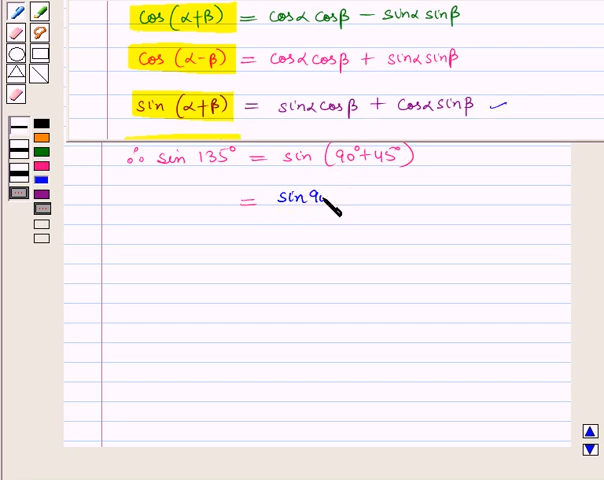 cos (α+β) = cosα cosβ − sinα sinβ
cos (α−β) = cosα cosβ + sinα sinβ
sin (α+β) = sinα cosβ + cosα sinβ ✓
∴ sin 135° = sin (90°+45°)
= sin 90